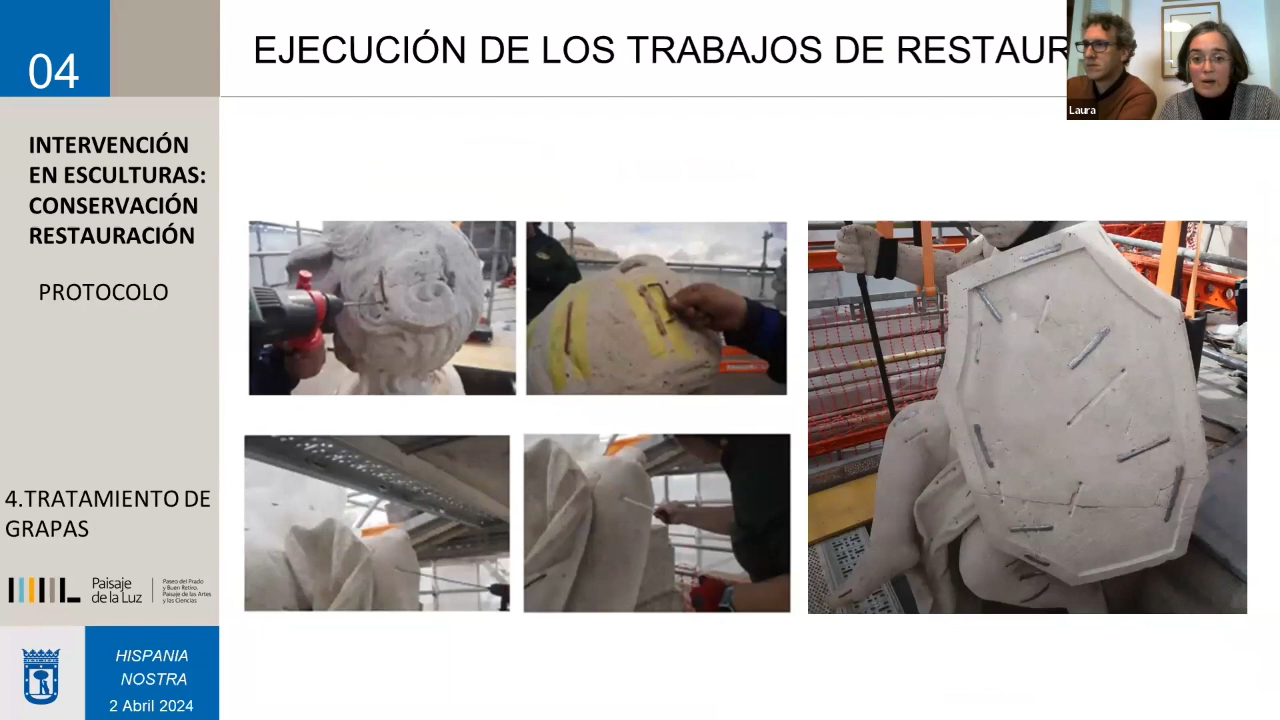 04
EJECUCIÓN DE LOS TRABAJOS DE RESTAUR
Laura
INTERVENCIÓN
EN ESCULTURAS:
CONSERVACIÓN
RESTAURACIÓN
PROTOCOLO
4.TRATAMIENTO DE
GRAPAS
Paisaje
de la Luz
Paseo del Prado
y Buen Retiro.
Paisaje de las Artes
y las Ciencias
HISPANIA
NOSTRA
2 Abril 2024